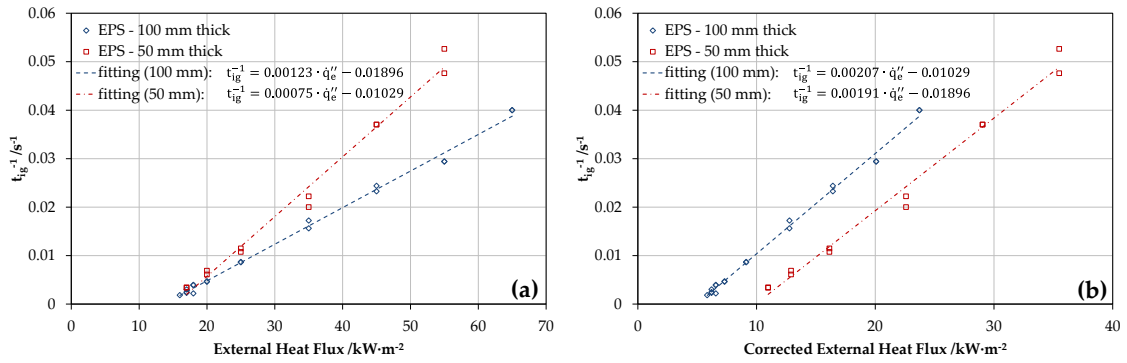 EPS - 100 mm thick
EPS - 50 mm thick
fitting (100 mm): t_ig^{-1} = 0.00123 · q̇_e'' − 0.01896
fitting (50 mm): t_ig^{-1} = 0.00075 · q̇_e'' − 0.01029
t_ig^{-1} /s^{-1}
0.06
0.05
0.04
0.03
0.02
0.01
0
0 10 20 30 40 50 60 70
External Heat Flux /kW·m^{-2}
(a)
EPS - 100 mm thick
EPS - 50 mm thick
fitting (100 mm): t_ig^{-1} = 0.00207 · q̇_e'' − 0.01029
fitting (50 mm): t_ig^{-1} = 0.00191 · q̇_e'' − 0.01896
t_ig^{-1} /s^{-1}
0.06
0.05
0.04
0.03
0.02
0.01
0
0 10 20 30 40
Corrected External Heat Flux /kW·m^{-2}
(b)